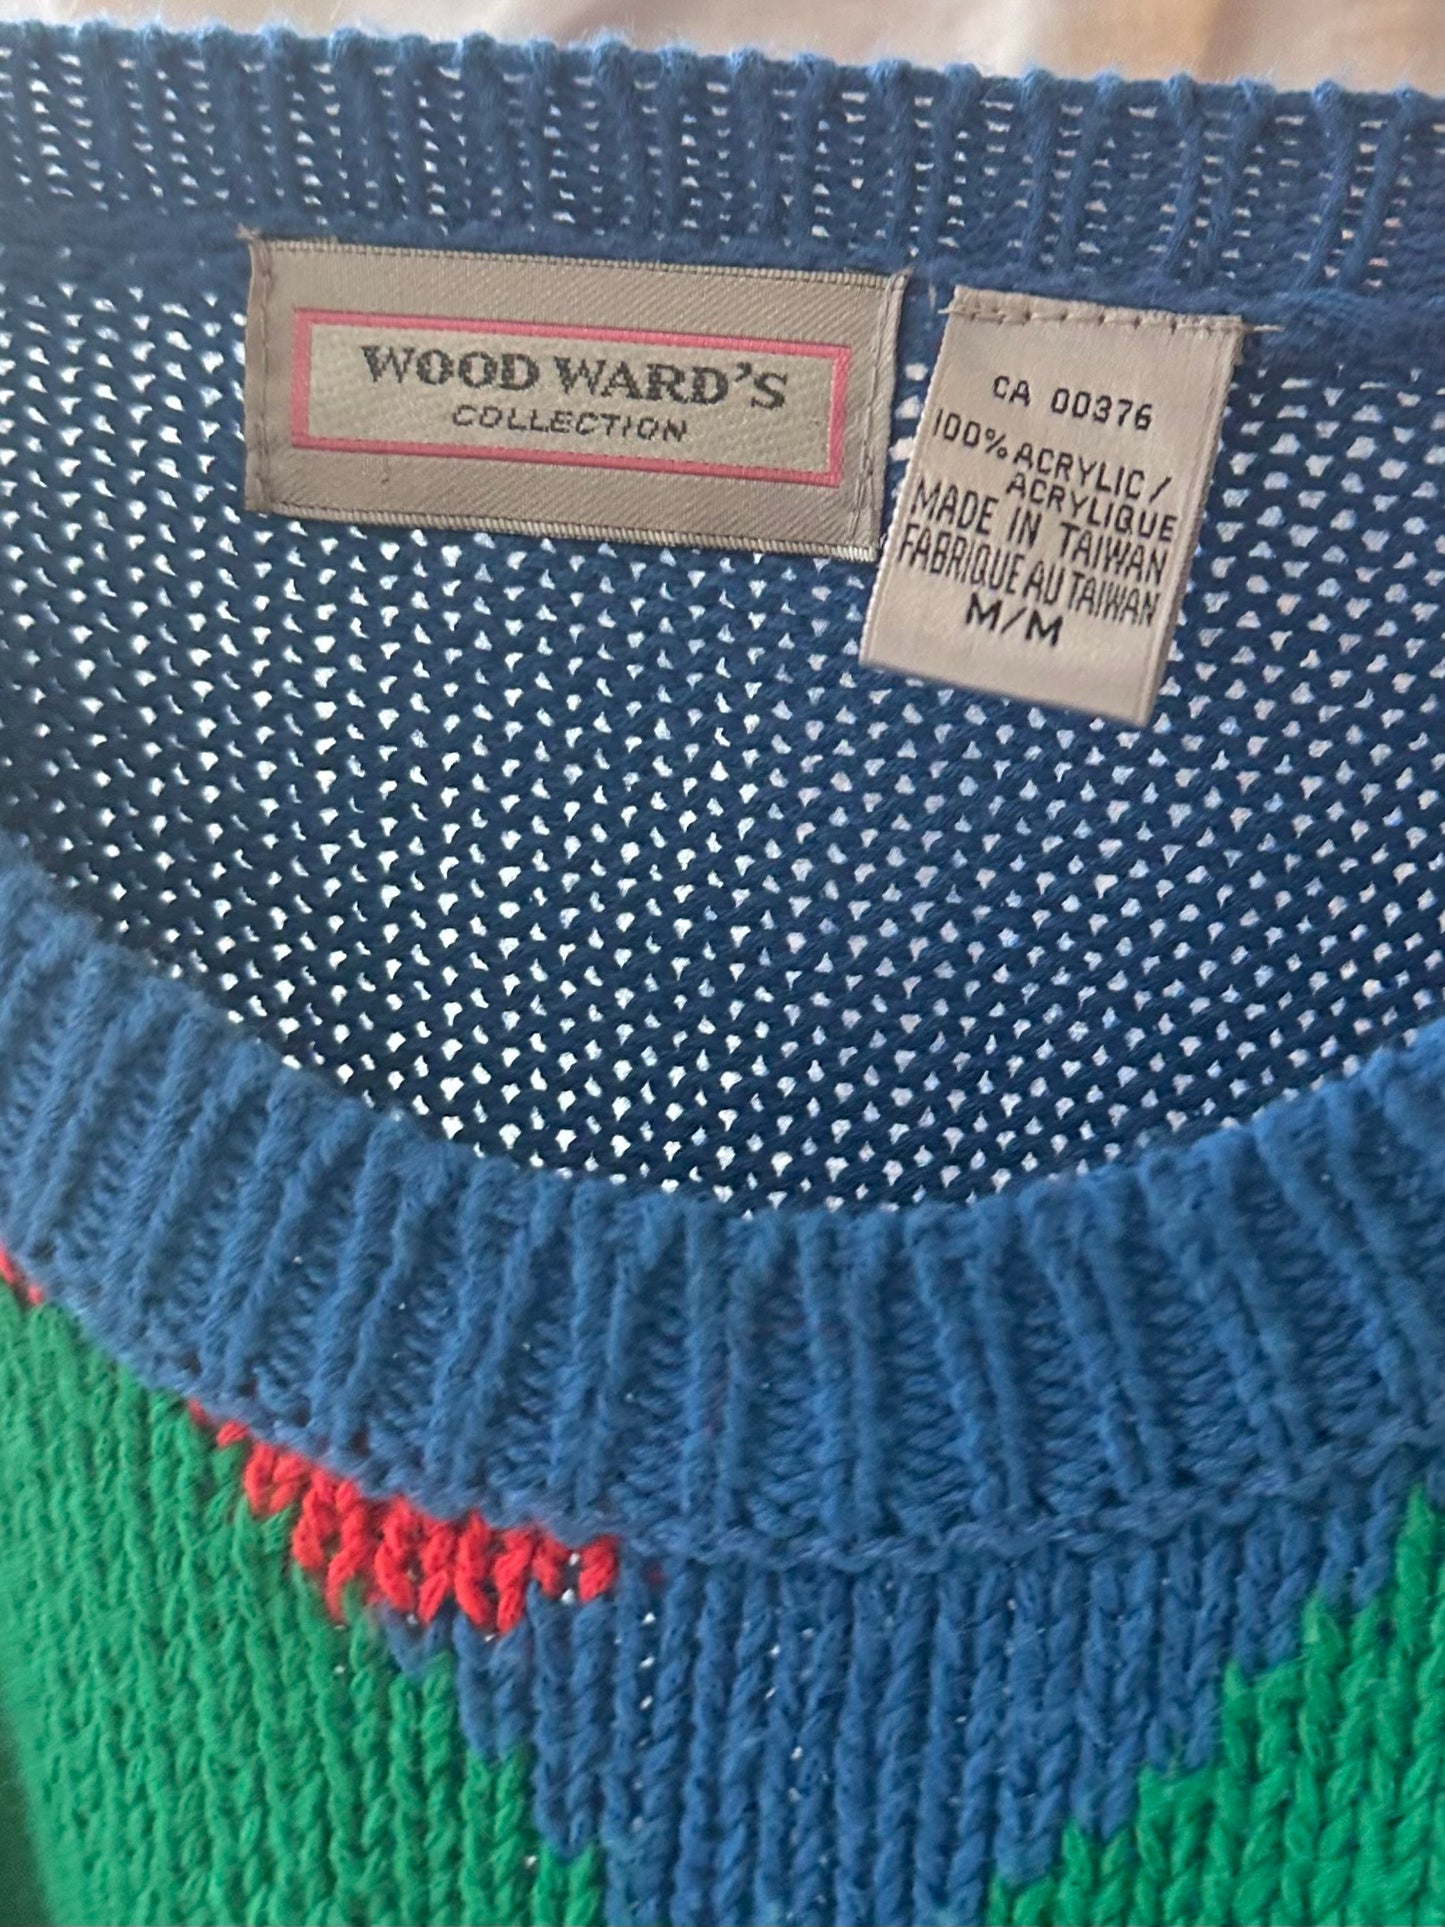 WOOD WARD'S
COLLECTION
CA 00376
100% ACRYLIC /
ACRYLIQUE
MADE IN TAIWAN
FABRIQUE AU TAIWAN
M/M